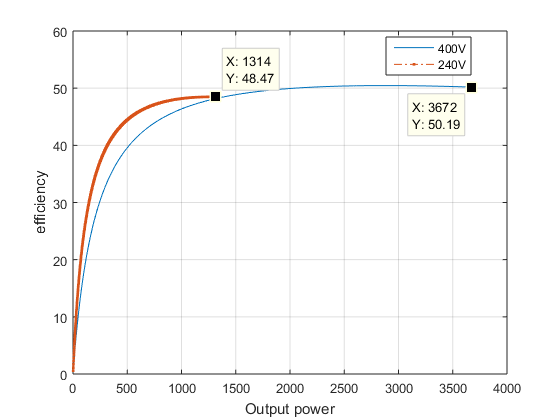 60
50
40
30
20
10
0
efficiency
X: 1314
Y: 48.47
400V
240V
X: 3672
Y: 50.19
0 500 1000 1500 2000 2500 3000 3500 4000
Output power